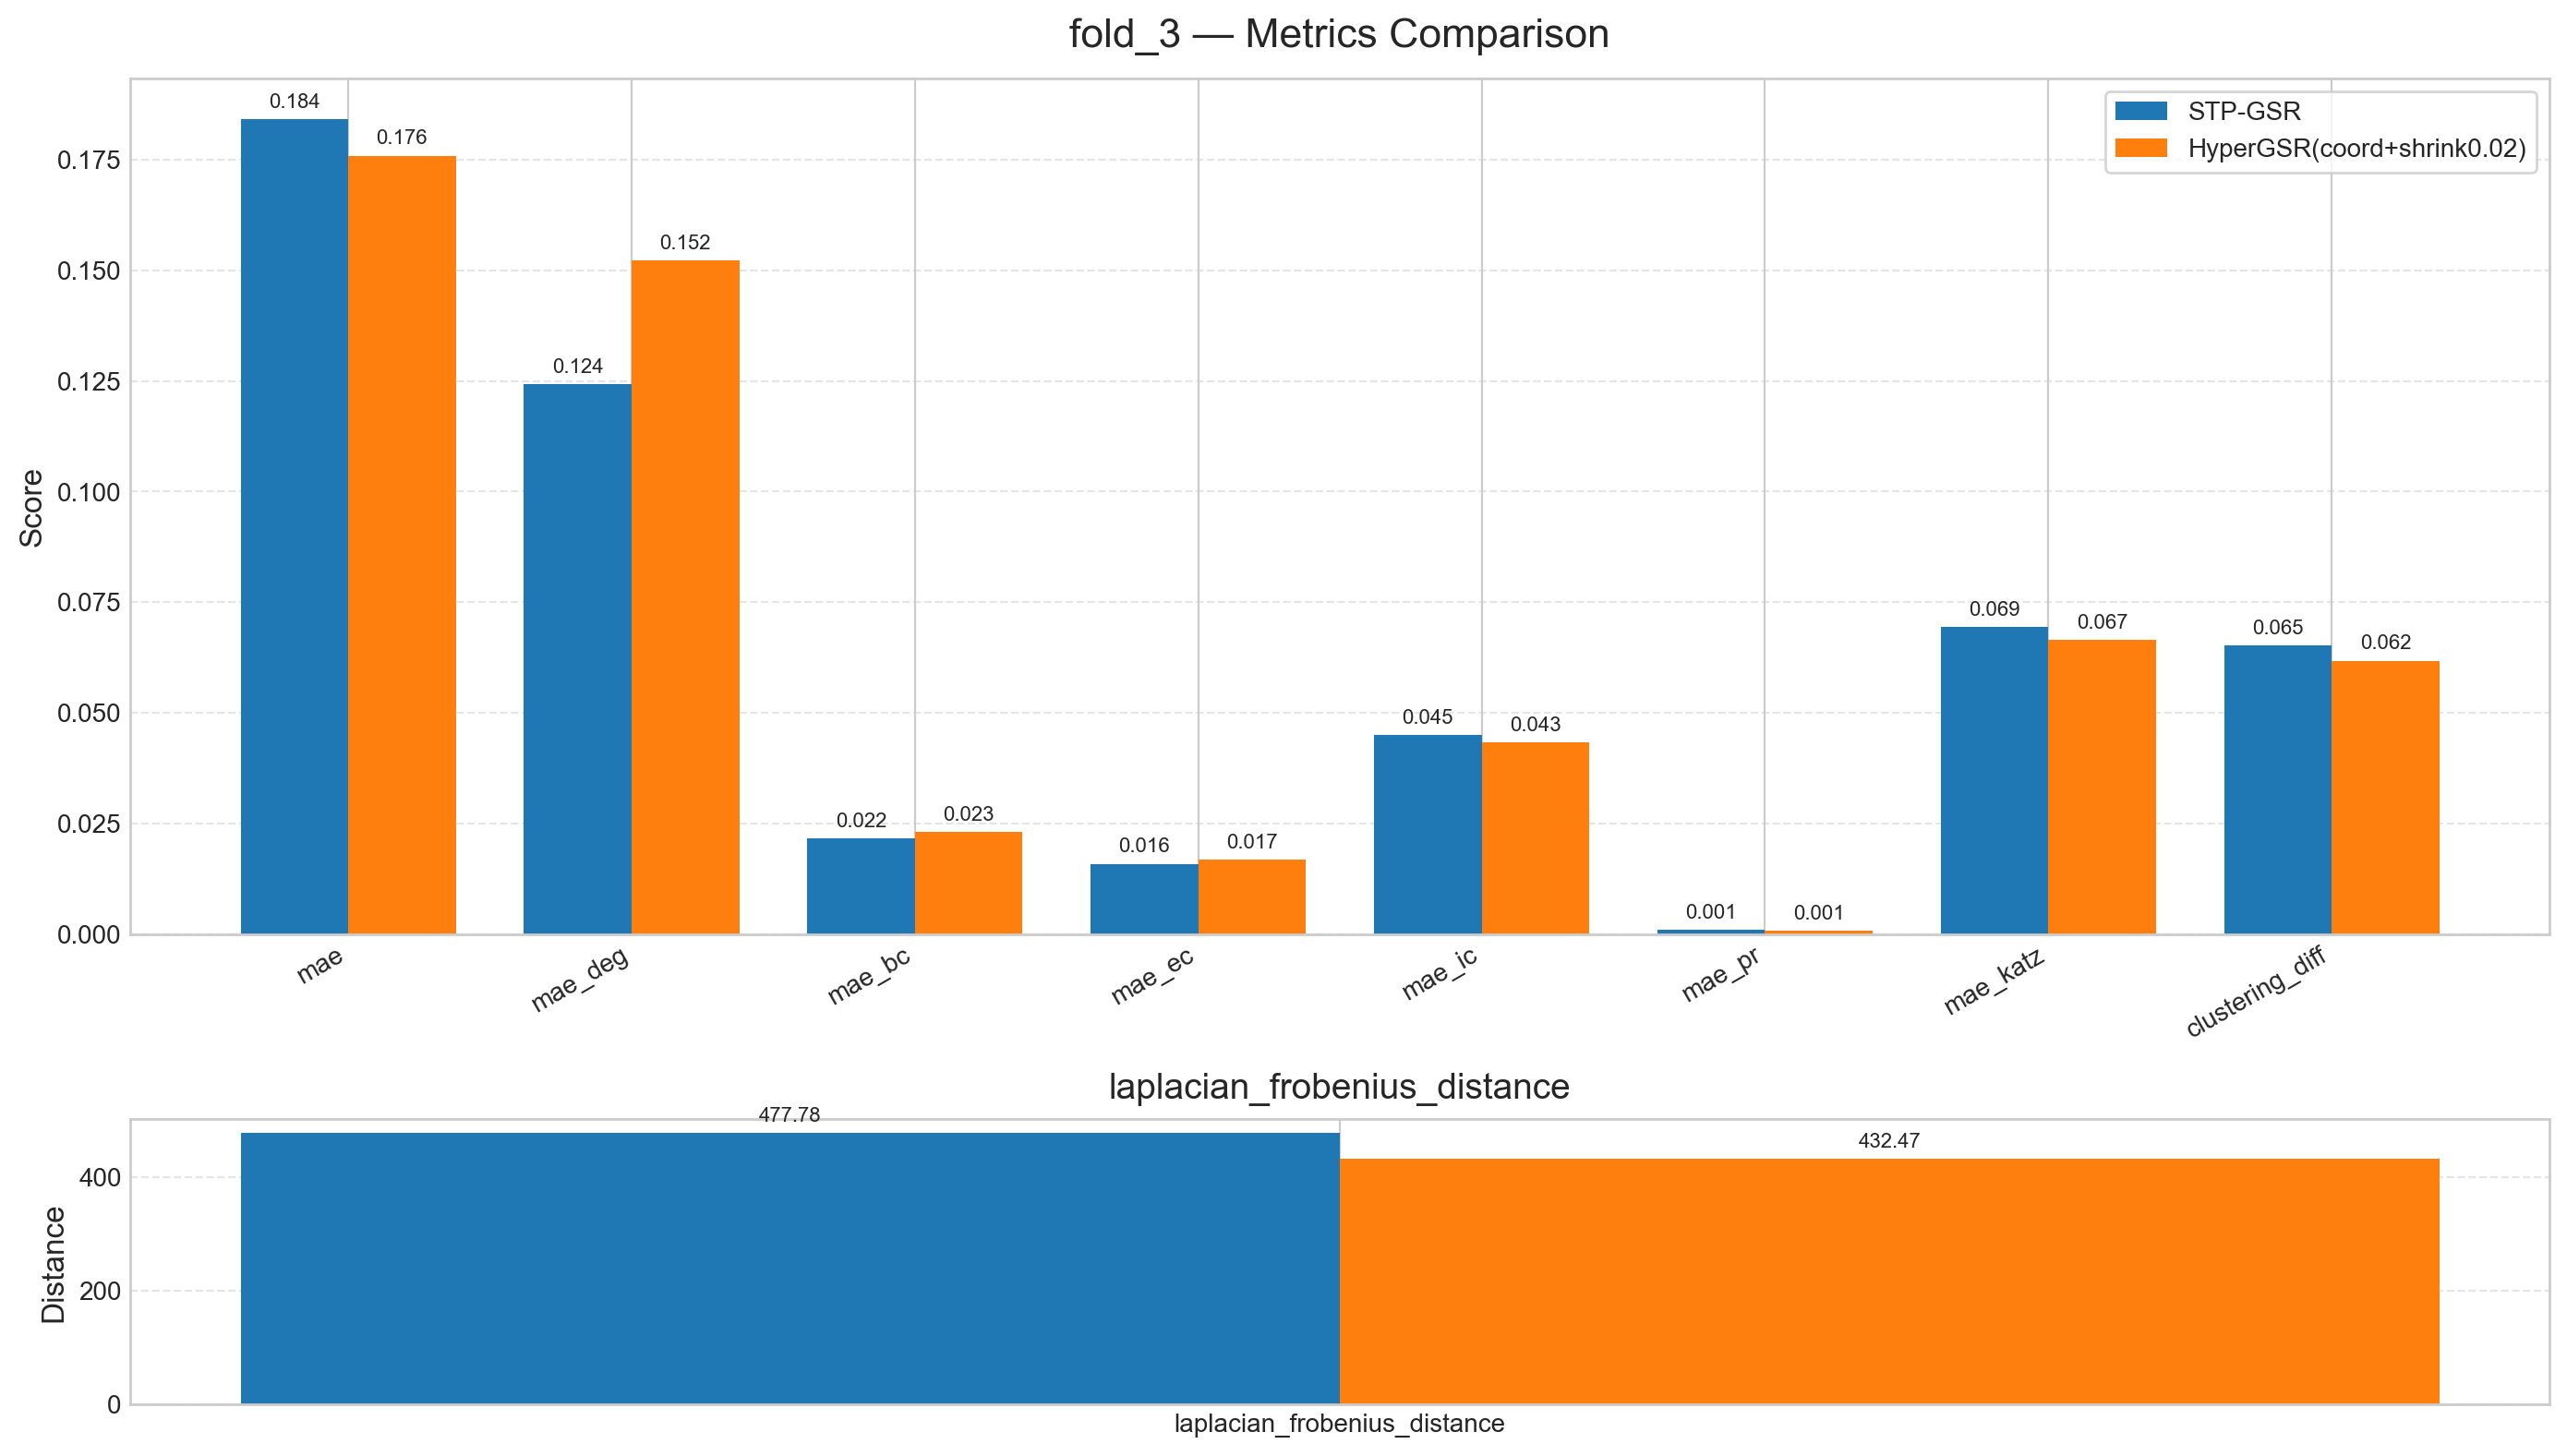 fold_3 — Metrics Comparison
STP-GSR
HyperGSR(coord+shrink0.02)
Score
0.175
0.150
0.125
0.100
0.075
0.050
0.025
0.000
0.184
0.176
0.124
0.152
0.022
0.023
0.016
0.017
0.045
0.043
0.001
0.001
0.069
0.067
0.065
0.062
mae
mae_deg
mae_bc
mae_ec
mae_ic
mae_pr
mae_katz
clustering_diff
laplacian_frobenius_distance
Distance
400
200
0
477.78
432.47
laplacian_frobenius_distance